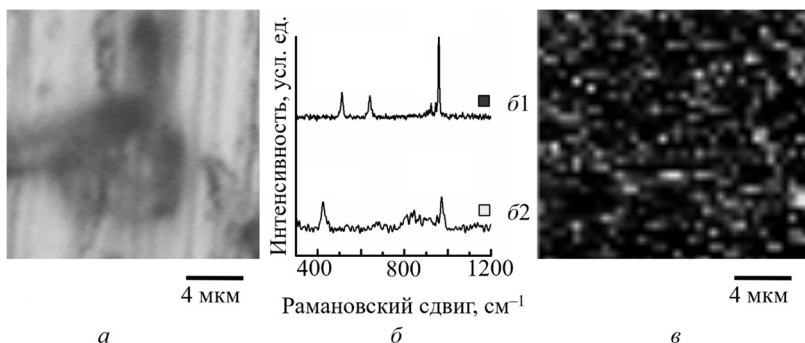 Интенсивность, усл. ед.
б1
б2
400 800 1200
4 мкм
Рамановский сдвиг, см–1
4 мкм
а
б
в